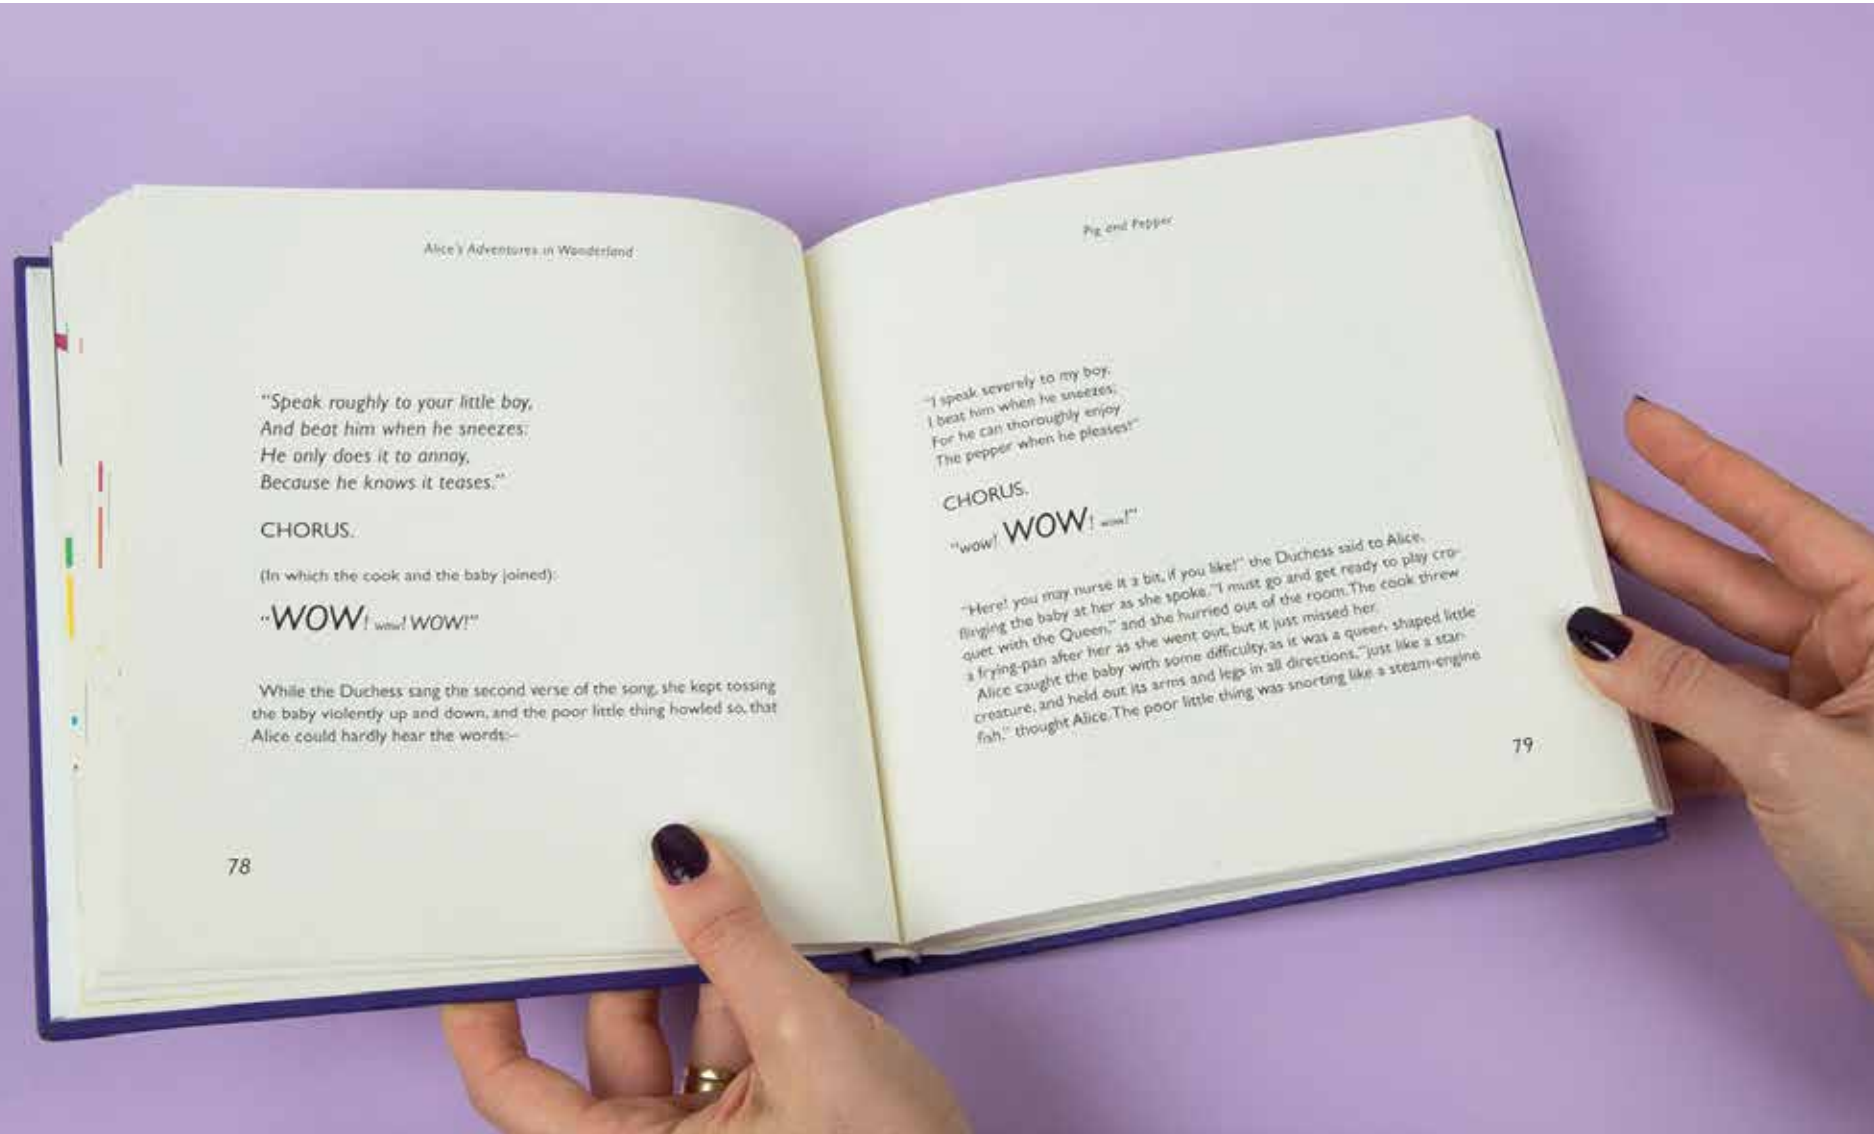 Alice's Adventures in Wonderland
"Speak roughly to your little boy,
And beat him when he sneezes:
He only does it to annoy,
Because he knows it teases."
CHORUS.
(In which the cook and the baby joined):
"WOW! wow! WOW!"
While the Duchess sang the second verse of the song, she kept tossing
the baby violently up and down, and the poor little thing howled so, that
Alice could hardly hear the words:–
78
Pig and Pepper
"I speak severely to my boy,
I beat him when he sneezes;
For he can thoroughly enjoy
The pepper when he pleases!"
CHORUS.
"wow! WOW! wow!"
"Here! you may nurse it a bit, if you like!" the Duchess said to Alice,
flinging the baby at her as she spoke. "I must go and get ready to play cro-
quet with the Queen," and she hurried out of the room. The cook threw
a frying-pan after her as she went out, but it just missed her.
Alice caught the baby with some difficulty, as it was a queer- shaped little
creature, and held out its arms and legs in all directions, "just like a star-
fish," thought Alice. The poor little thing was snorting like a steam-engine
79